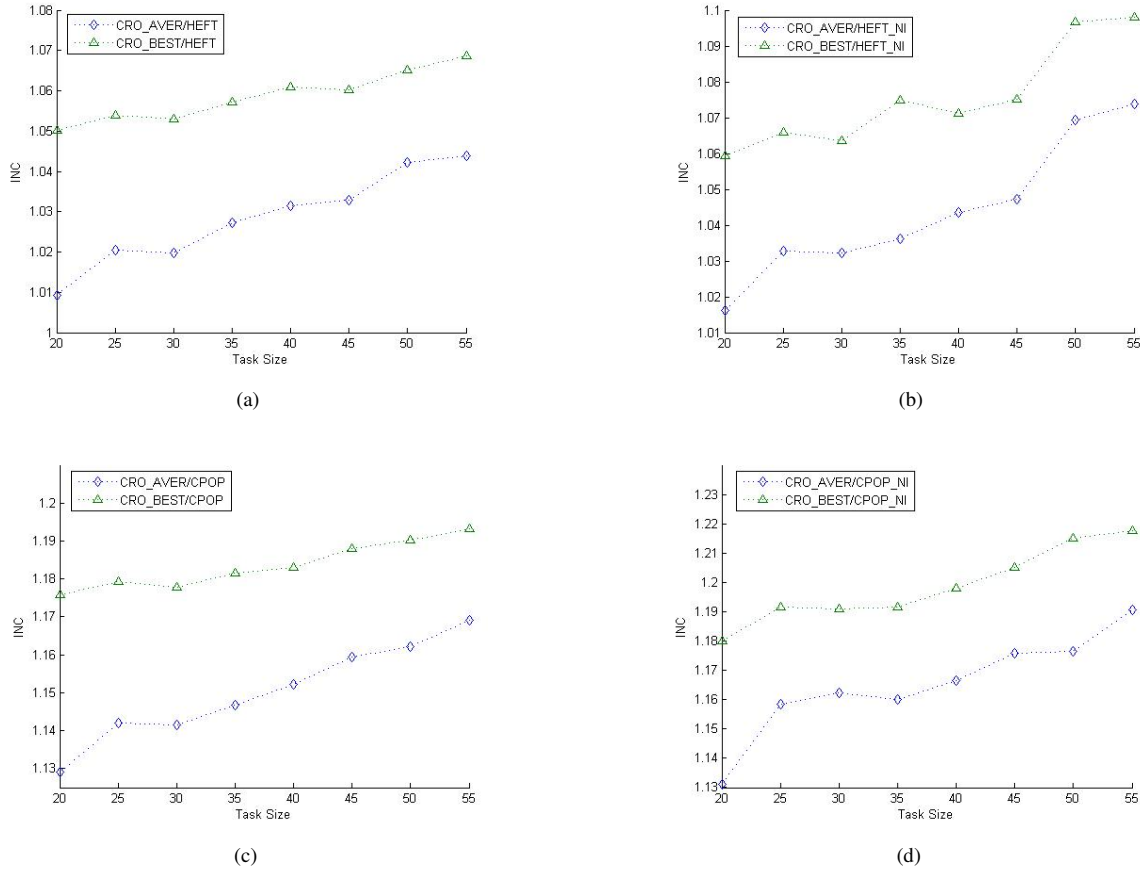 1.08
1.07
1.06
1.05
1.04
1.03
1.02
1.01
1
INC
CRO_AVER/HEFT
CRO_BEST/HEFT
20 25 30 35 40 45 50 55
Task Size
(a)
1.1
1.09
1.08
1.07
1.06
1.05
1.04
1.03
1.02
1.01
INC
CRO_AVER/HEFT_NI
CRO_BEST/HEFT_NI
20 25 30 35 40 45 50 55
Task Size
(b)
1.2
1.19
1.18
1.17
1.16
1.15
1.14
1.13
INC
CRO_AVER/CPOP
CRO_BEST/CPOP
20 25 30 35 40 45 50 55
Task Size
(c)
1.23
1.22
1.21
1.2
1.19
1.18
1.17
1.16
1.15
1.14
1.13
INC
CRO_AVER/CPOP_NI
CRO_BEST/CPOP_NI
20 25 30 35 40 45 50 55
Task Size
(d)